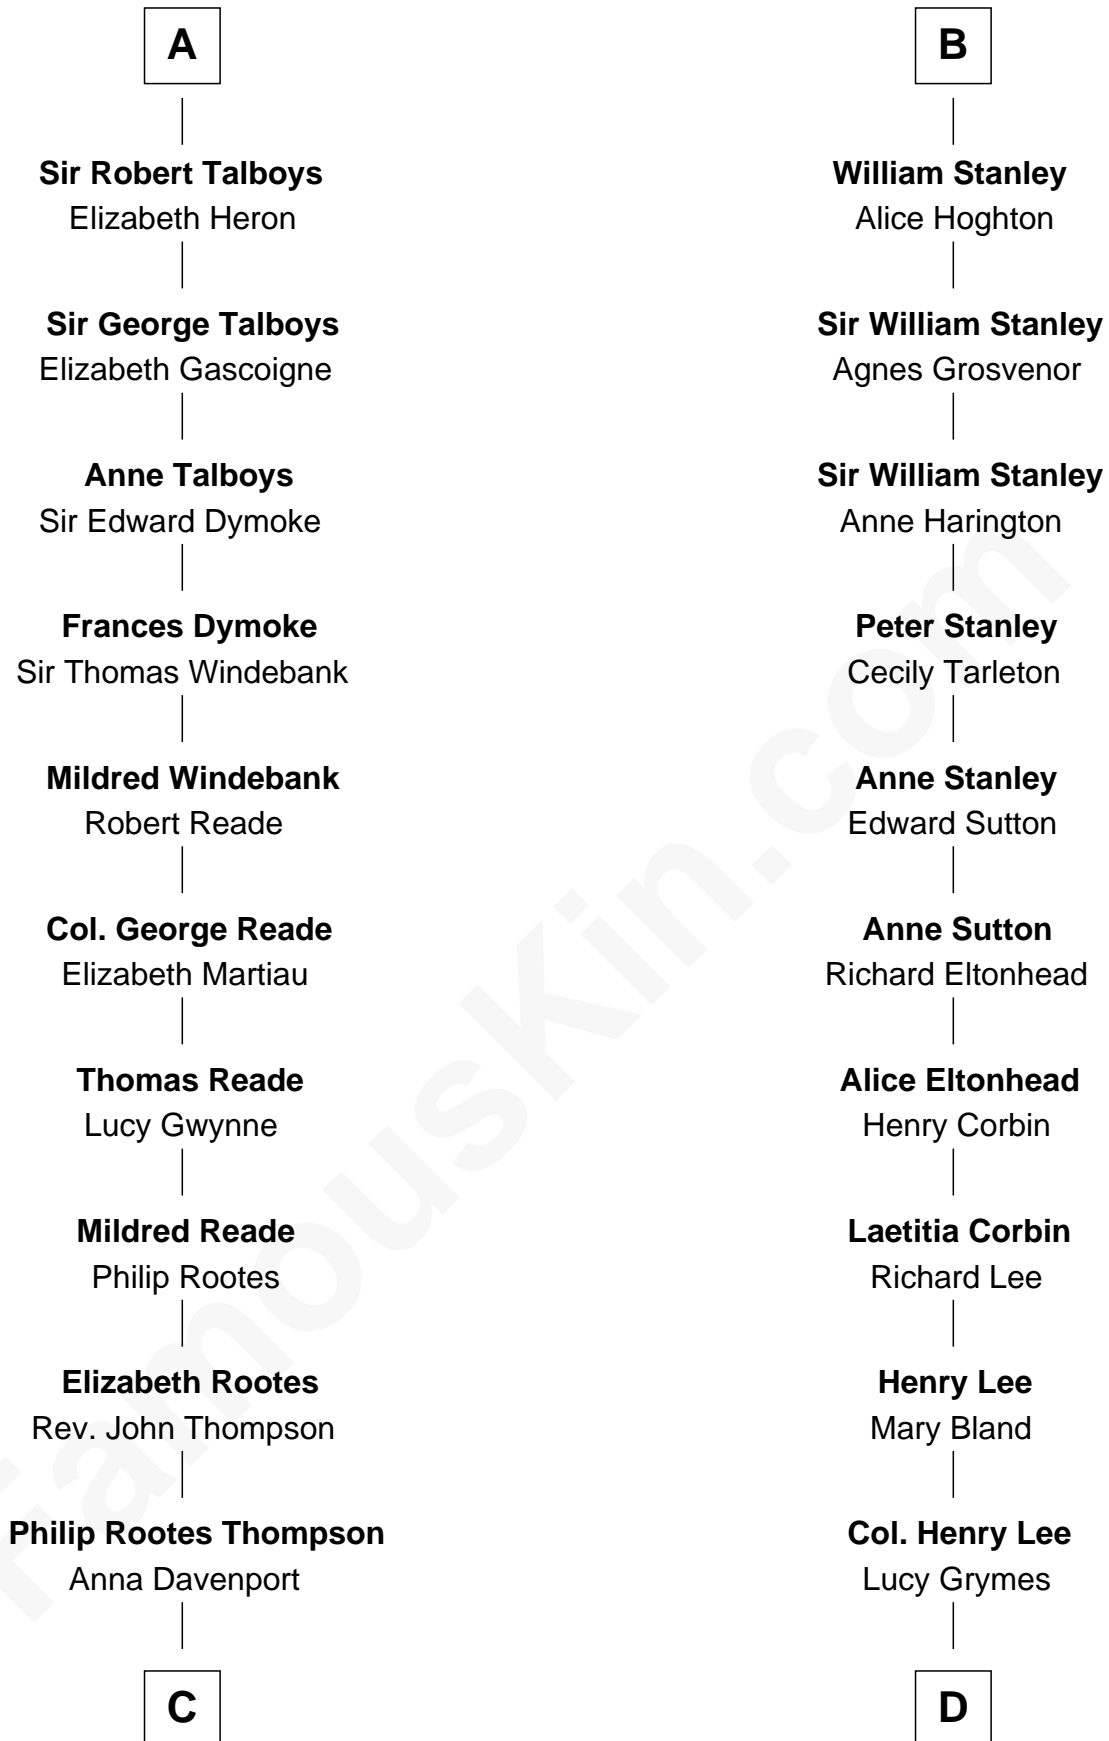 A
Sir Robert Talboys
Elizabeth Heron
Sir George Talboys
Elizabeth Gascoigne
Anne Talboys
Sir Edward Dymoke
Frances Dymoke
Sir Thomas Windebank
Mildred Windebank
Robert Reade
Col. George Reade
Elizabeth Martiau
Thomas Reade
Lucy Gwynne
Mildred Reade
Philip Rootes
Elizabeth Rootes
Rev. John Thompson
Philip Rootes Thompson
Anna Davenport
C
B
William Stanley
Alice Hoghton
Sir William Stanley
Agnes Grosvenor
Sir William Stanley
Anne Harington
Peter Stanley
Cecily Tarleton
Anne Stanley
Edward Sutton
Anne Sutton
Richard Eltonhead
Alice Eltonhead
Henry Corbin
Laetitia Corbin
Richard Lee
Henry Lee
Mary Bland
Col. Henry Lee
Lucy Grymes
D
FamousKin.com